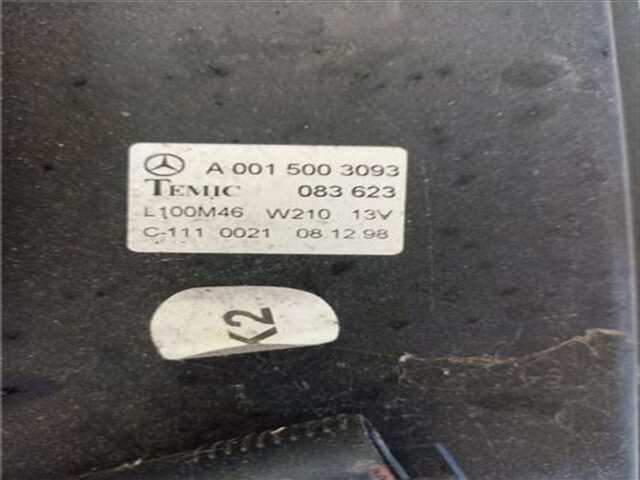 A 001 500 3093
TEMIC 083 623
L100M46 W210 13V
C-111 0021 08 12 98
K2